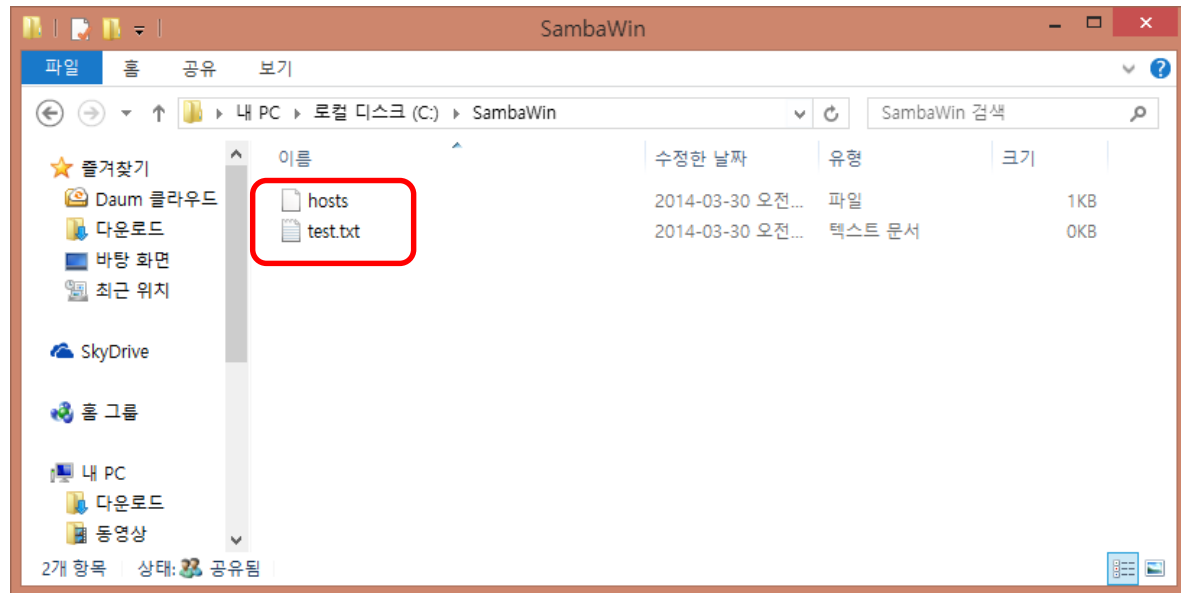 SambaWin
파일 홈 공유 보기
내 PC 로컬 디스크 (C:) SambaWin SambaWin 검색
이름 수정한 날짜 유형 크기
즐겨찾기
Daum 클라우드
다운로드
바탕 화면
최근 위치
SkyDrive
홈 그룹
내 PC
다운로드
동영상
hosts 2014-03-30 오전... 파일 1KB
test.txt 2014-03-30 오전... 텍스트 문서 0KB
2개 항목 상태: 공유됨